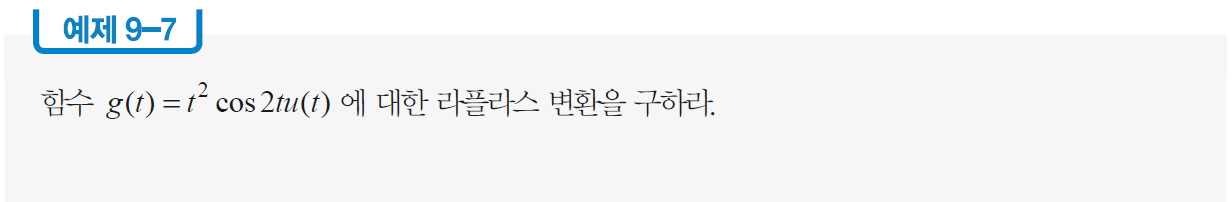 예제 9-7
함수 g(t) = t² cos 2tu(t) 에 대한 라플라스 변환을 구하라.